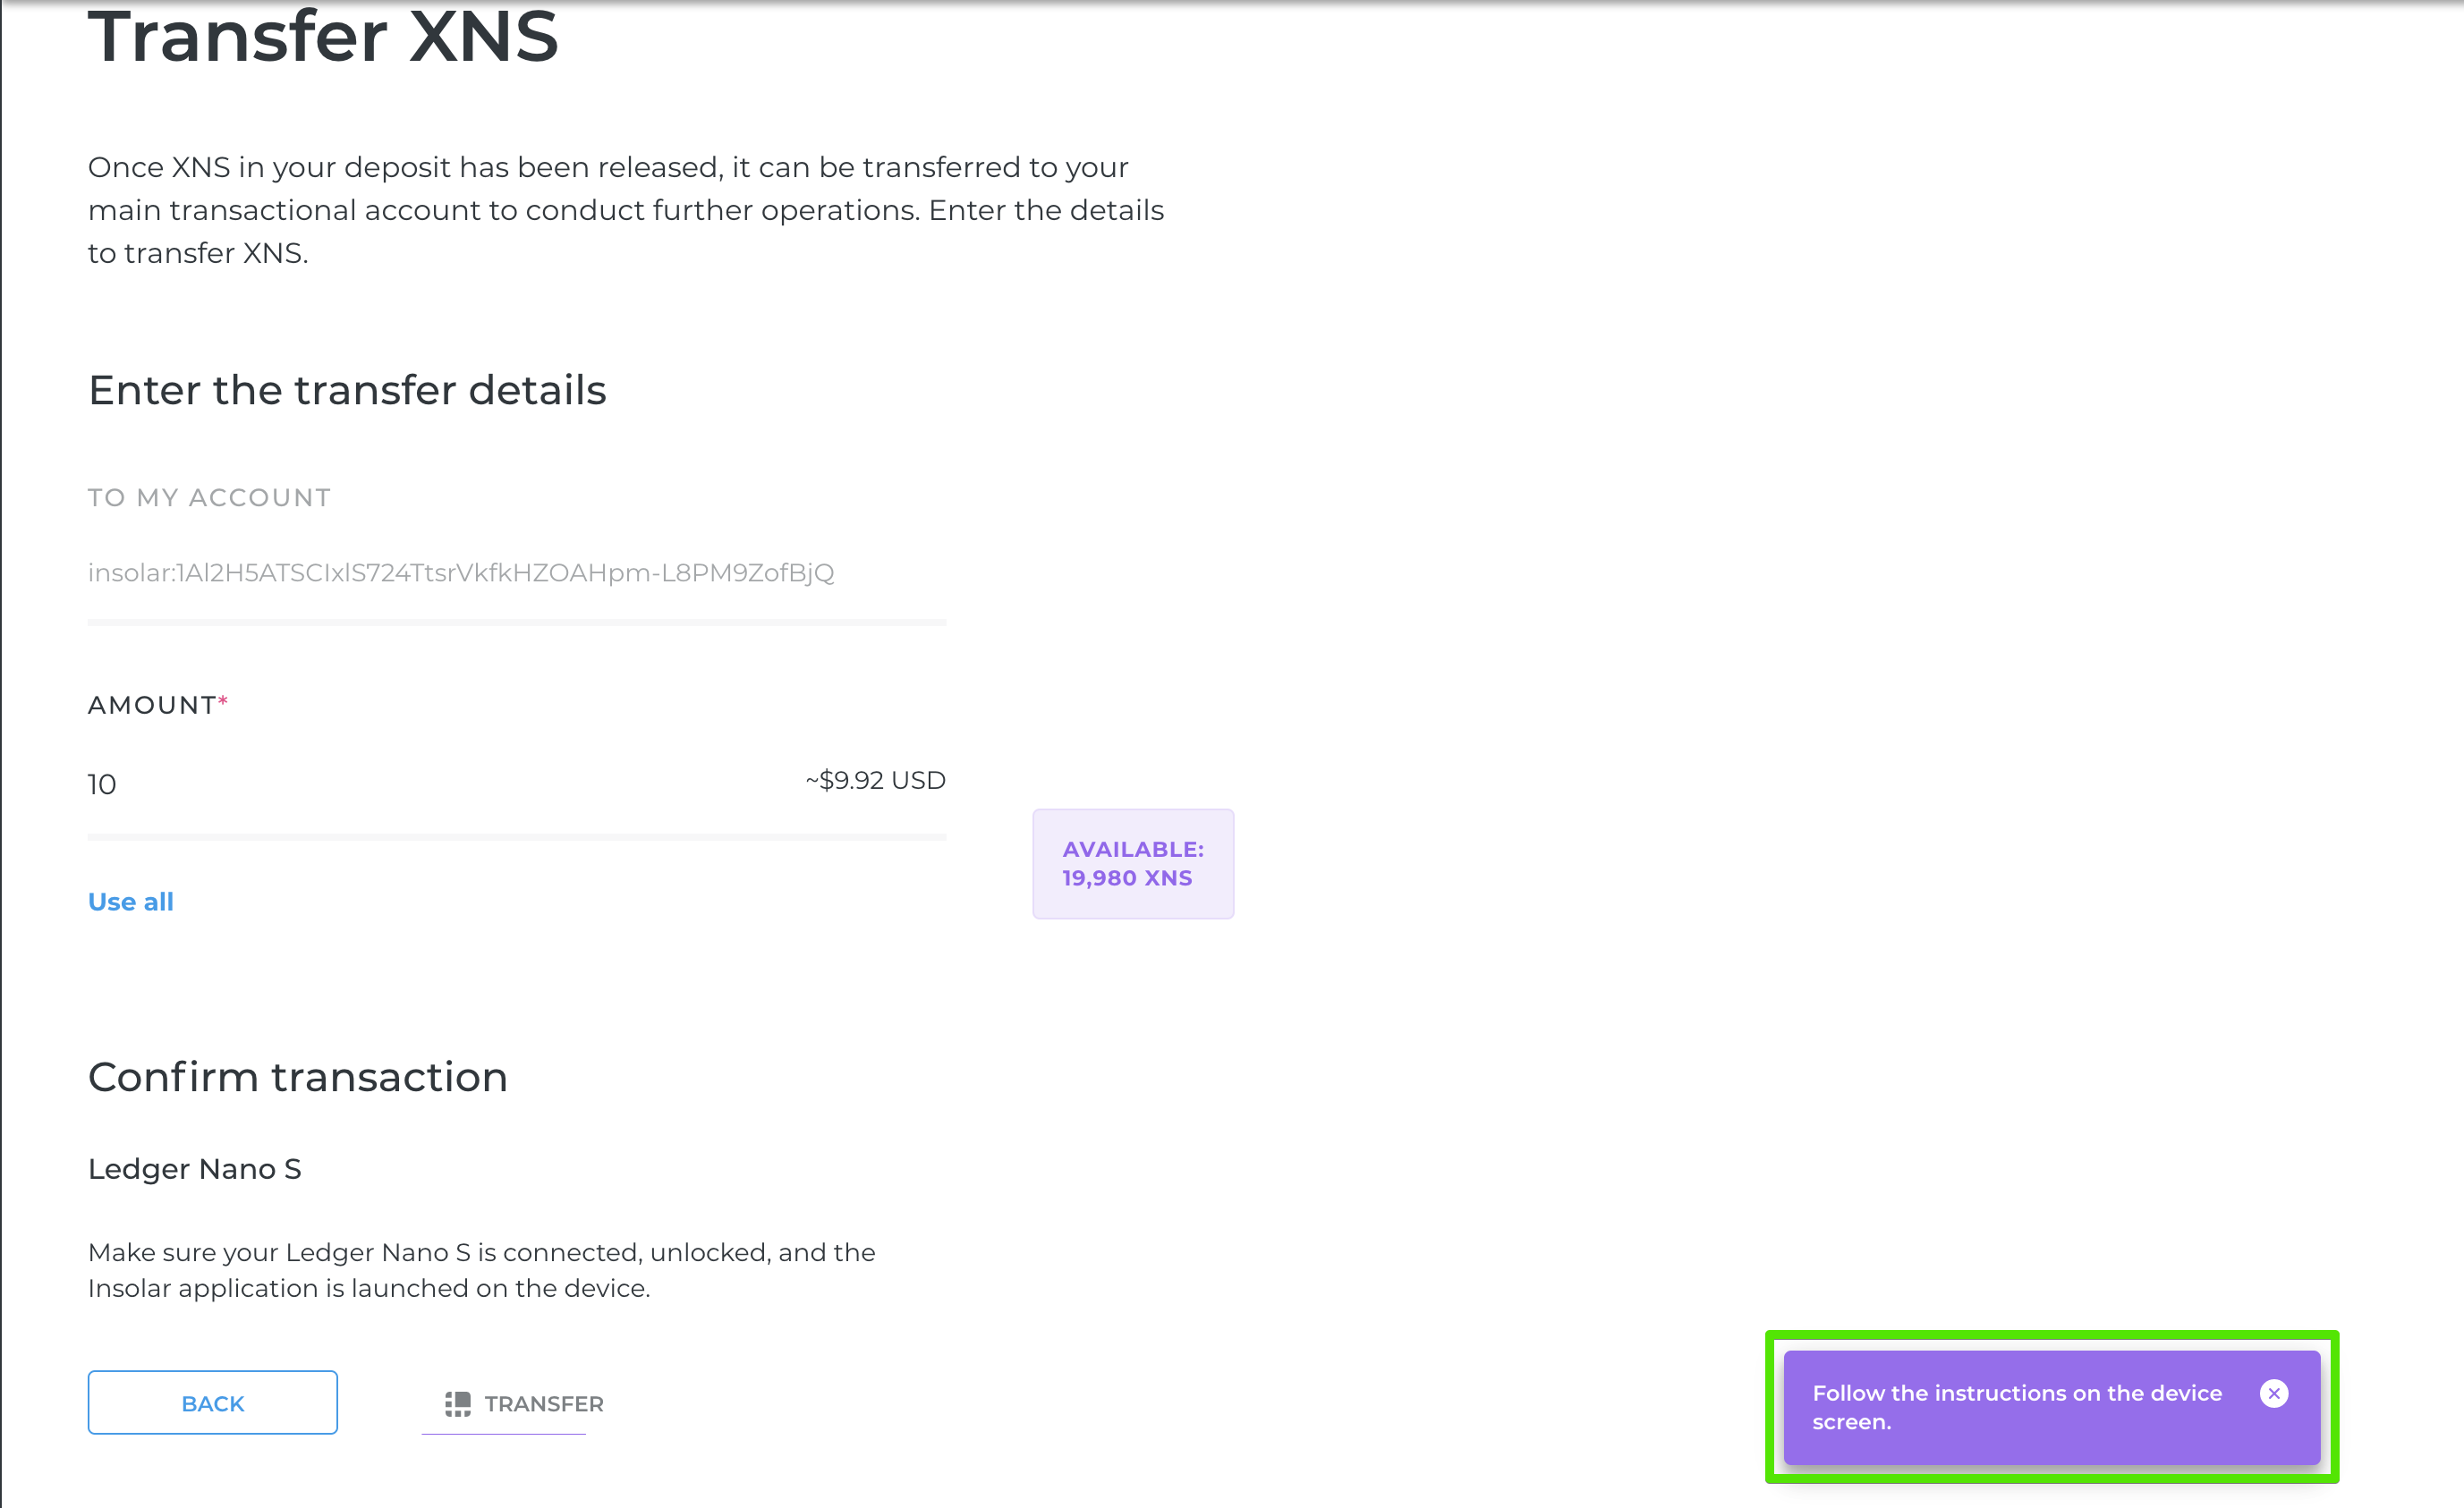 Transfer XNS
Once XNS in your deposit has been released, it can be transferred to your
main transactional account to conduct further operations. Enter the details
to transfer XNS.
Enter the transfer details
TO MY ACCOUNT
insolar:1Al2H5ATSCIxlS724TtsrVkfkHZOAHpm-L8PM9ZofBjQ
AMOUNT*
10
~$9.92 USD
AVAILABLE:
19,980 XNS
Use all
Confirm transaction
Ledger Nano S
Make sure your Ledger Nano S is connected, unlocked, and the
Insolar application is launched on the device.
BACK
TRANSFER
Follow the instructions on the device
screen.